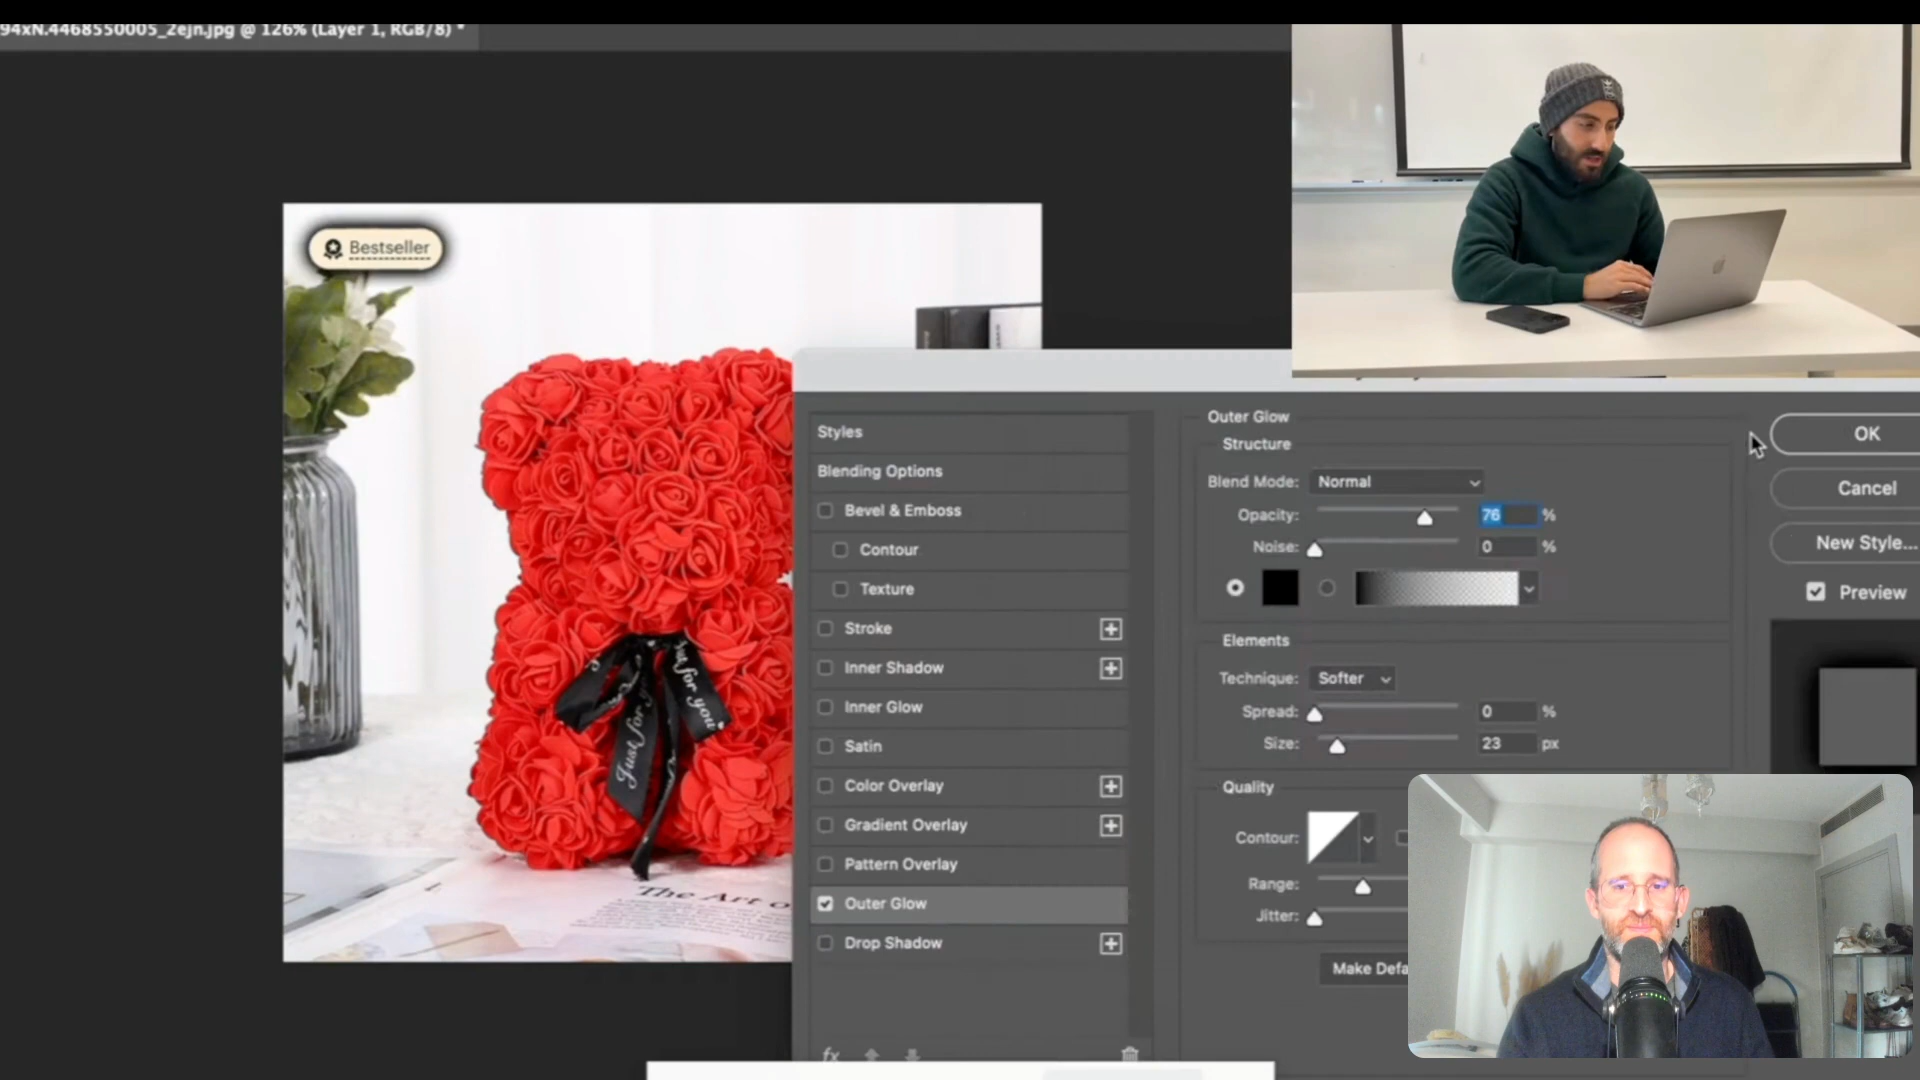 94xN.4468550005_2ejn.jpg @ 126% (Layer 1, RGB/8) *
Bestseller
Just for you
Just for y
The Art o
Styles
Blending Options
Bevel & Emboss
Contour
Texture
Stroke
Inner Shadow
Inner Glow
Satin
Color Overlay
Gradient Overlay
Pattern Overlay
Outer Glow
Drop Shadow
fx
Outer Glow
Structure
Blend Mode: Normal
Opacity: 76 %
Noise: 0 %
Elements
Technique: Softer
Spread: 0 %
Size: 23 px
Quality
Contour:
Range:
Jitter:
Make Defa
OK
Cancel
New Style...
Preview